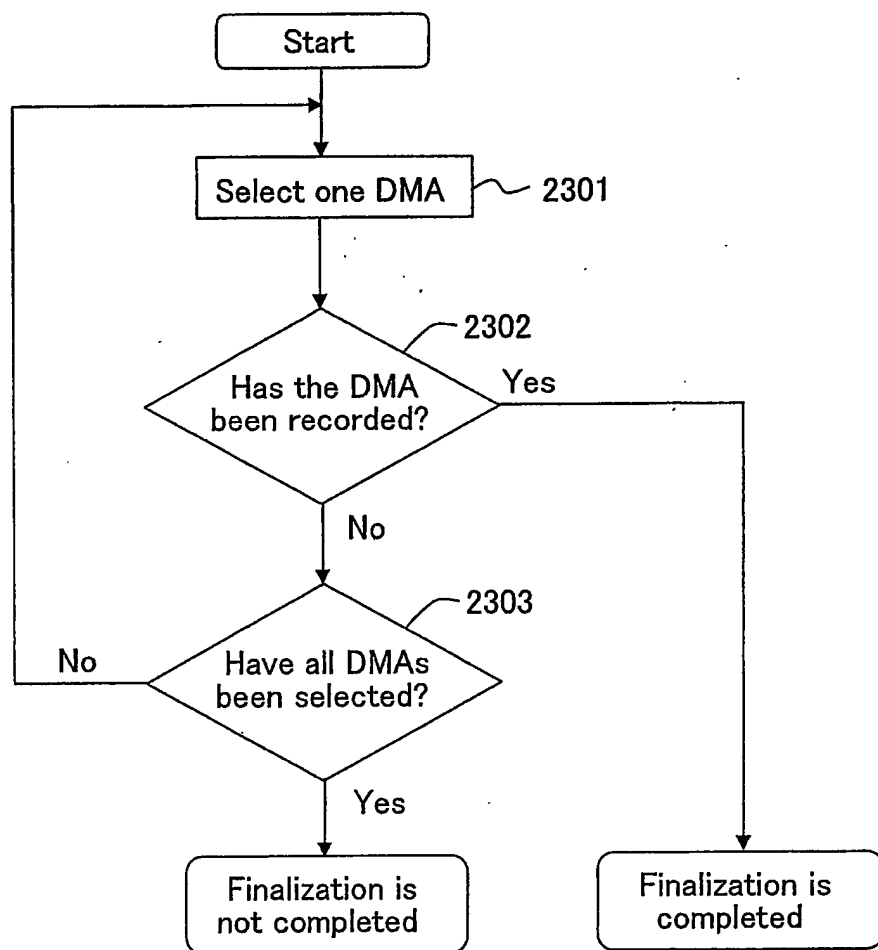 Start
Select one DMA
2301
2302
Has the DMA
been recorded?
Yes
No
2303
Have all DMAs
been selected?
No
Yes
Finalization is
not completed
Finalization is
completed